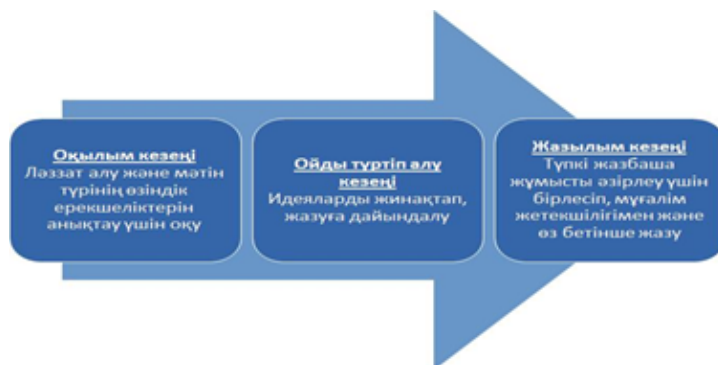 Оқылым кезеңі
Ләззат алу және мәтін
түрінің өзіндік
ерекшеліктерін
анықтау үшін оқу
Ойды түртіп алу
кезеңі
Идеяларды жинақтап,
жазуға дайындалу
Жазылым кезеңі
Түпкі жазбаша
жұмысты әзірлеу үшін
бірлесіп, мұғалім
жетекшілігімен және
өз бетінше жазу